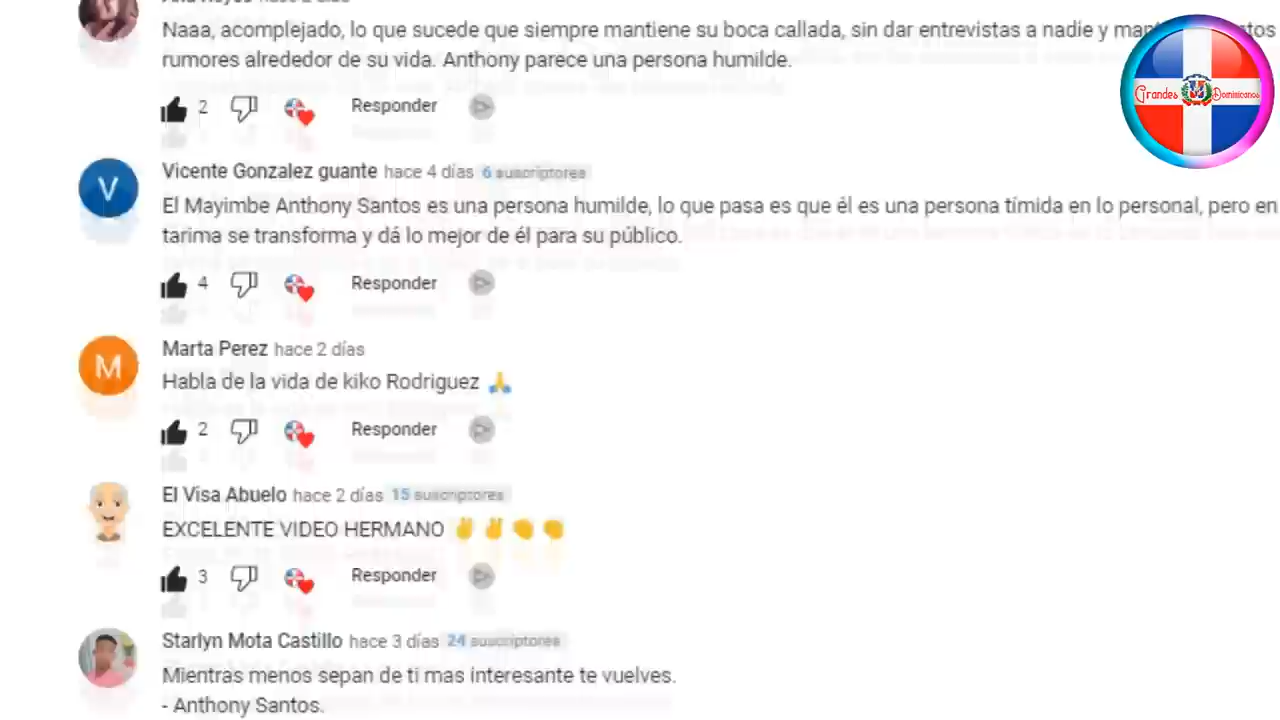 Naaa, acomplejado, lo que sucede que siempre mantiene su boca callada, sin dar entrevistas a nadie y
rumores alrededor de su vida. Anthony parece una persona humilde.
Grandes Dominicanos
2 Responder
V
Vicente Gonzalez guante hace 4 días 6 suscriptores
El Mayimbe Anthony Santos es una persona humilde, lo que pasa es que él es una persona tímida en lo personal, pero en
tarima se transforma y dá lo mejor de él para su público.
4 Responder
M
Marta Perez hace 2 días
Habla de la vida de kiko Rodriguez 🙏
2 Responder
El Visa Abuelo hace 2 días 15 suscriptores
EXCELENTE VIDEO HERMANO ✌️ ✌️ 👏 👏
3 Responder
Starlyn Mota Castillo hace 3 días 24 suscriptores
Mientras menos sepan de ti mas interesante te vuelves.
- Anthony Santos.